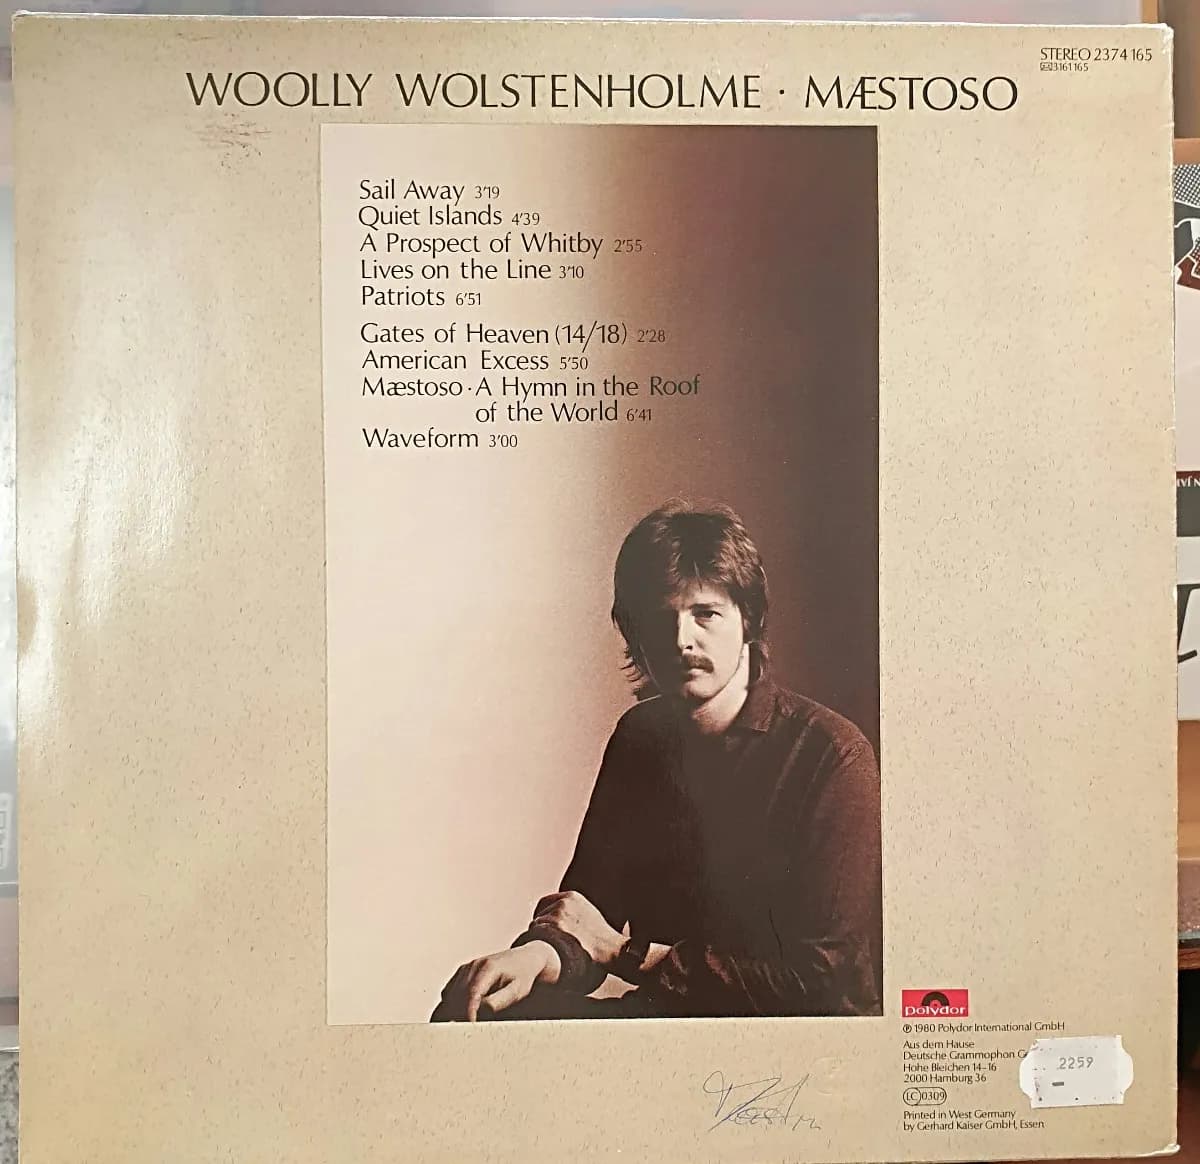 STEREO 2374 165
3161 165
WOOLLY WOLSTENHOLME · MÆSTOSO
Sail Away 3'19
Quiet Islands 4'39
A Prospect of Whitby 2'55
Lives on the Line 3'10
Patriots 6'51
Gates of Heaven (14/18) 2'28
American Excess 5'50
Mæstoso · A Hymn in the Roof
of the World 6'41
Waveform 3'00
polydor
℗ 1980 Polydor International GmbH
Aus dem Hause
Deutsche Grammophon G
Hohe Bleichen 14-16
2000 Hamburg 36
2259
LC 0309
Printed in West Germany
by Gerhard Kaiser GmbH, Essen